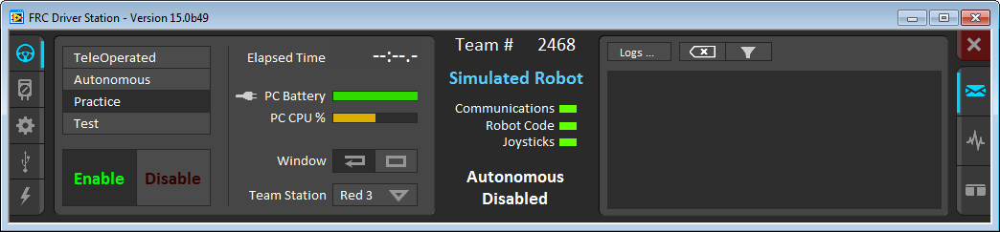 FRC Driver Station - Version 15.0b49
TeleOperated
Autonomous
Practice
Test
Enable
Disable
Elapsed Time --:--.-
PC Battery
PC CPU %
Window
Team Station Red 3
Team # 2468
Simulated Robot
Communications
Robot Code
Joysticks
Autonomous
Disabled
Logs ...